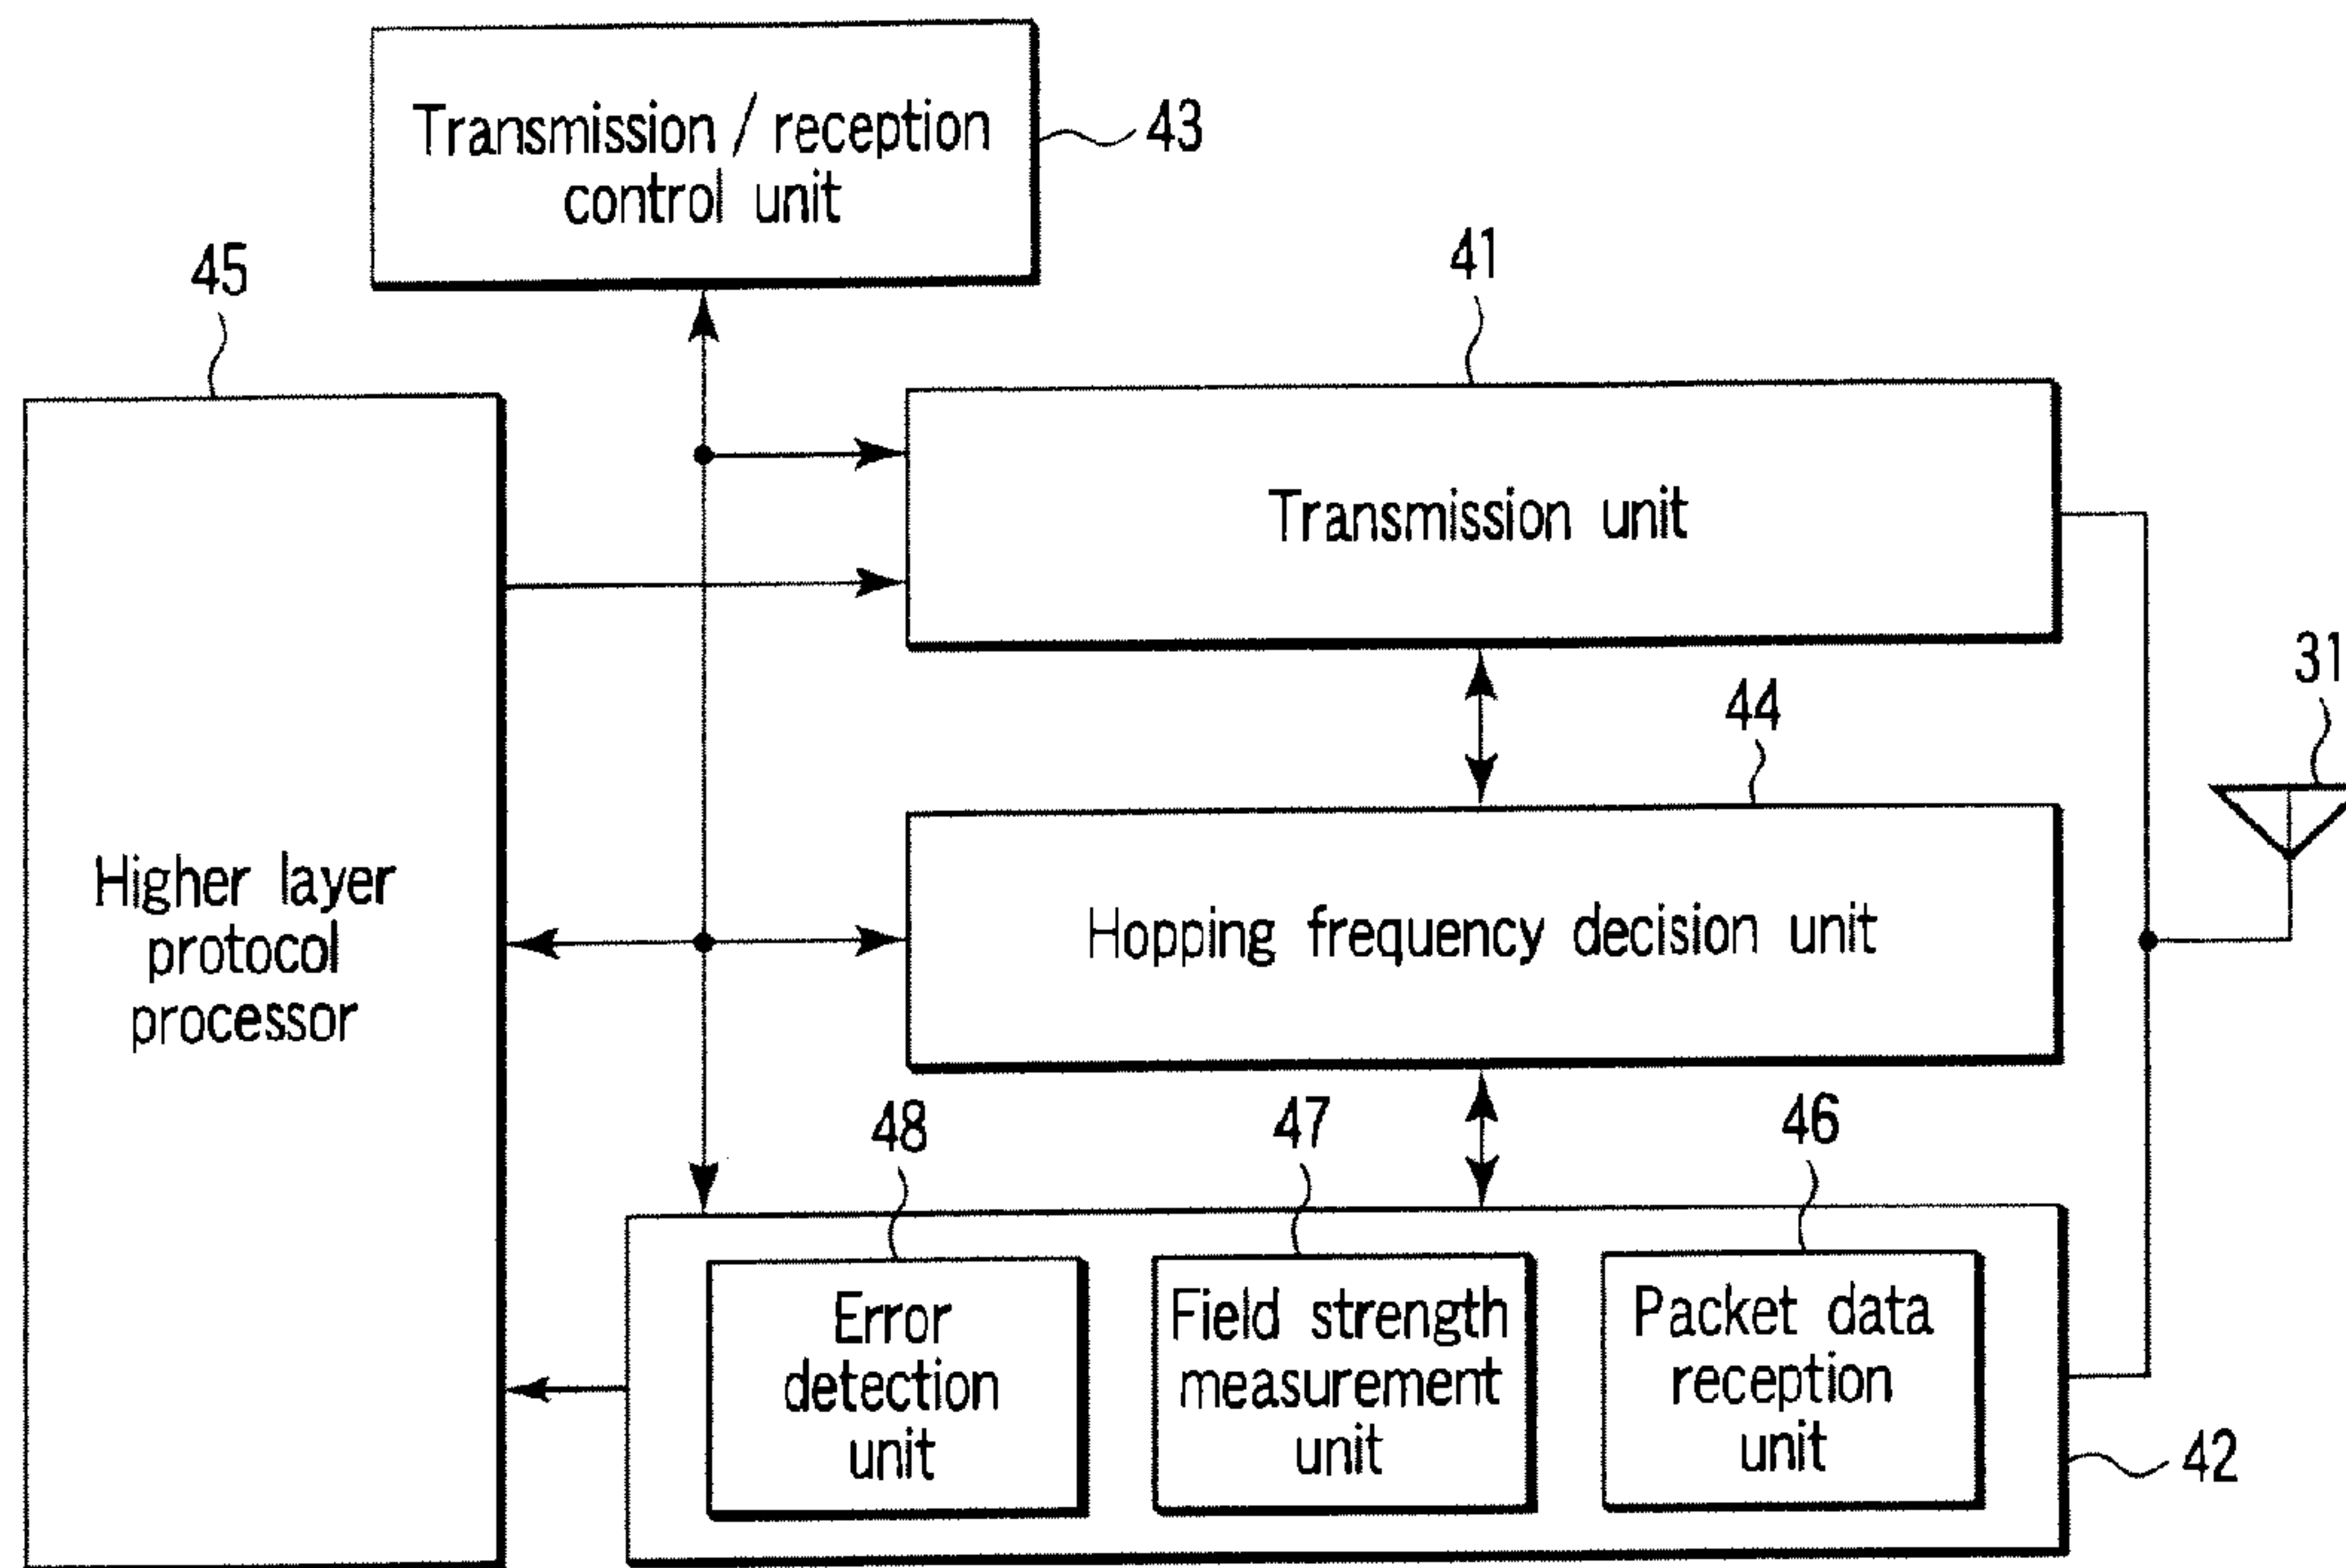 Transmission / reception
control unit
43
45
41
Transmission unit
31
44
Higher layer
protocol
processor
Hopping frequency decision unit
48
47
46
Error
detection
unit
Field strength
measurement
unit
Packet data
reception
unit
42